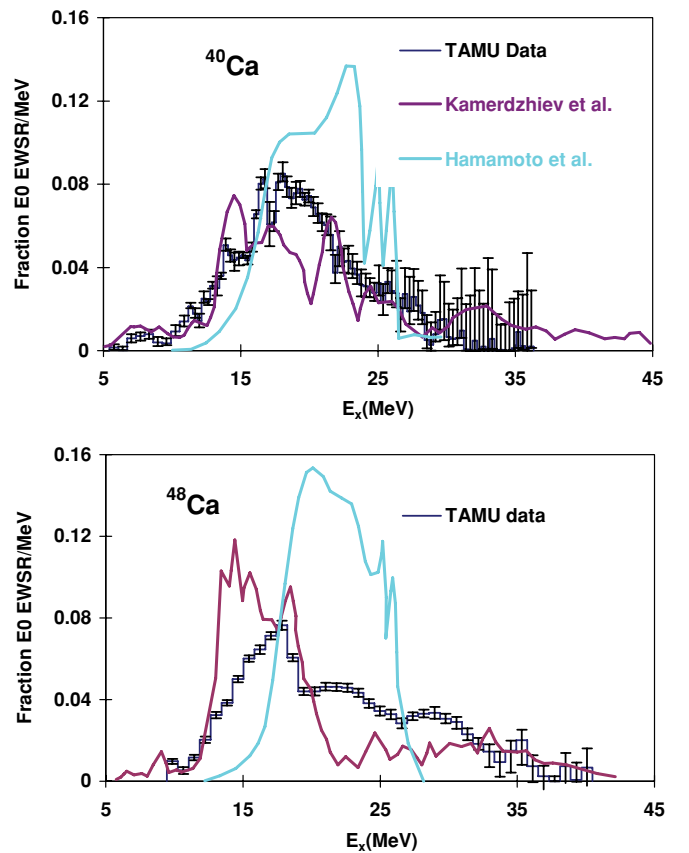 0.16
0.12
0.08
0.04
0
Fraction E0 EWSR/MeV
⁴⁰Ca
TAMU Data
Kamerdzhiev et al.
Hamamoto et al.
5 15 25 35 45
Eₓ(MeV)
0.16
0.12
0.08
0.04
0
Fraction E0 EWSR/MeV
⁴⁸Ca
TAMU data
5 15 25 35 45
Eₓ(MeV)